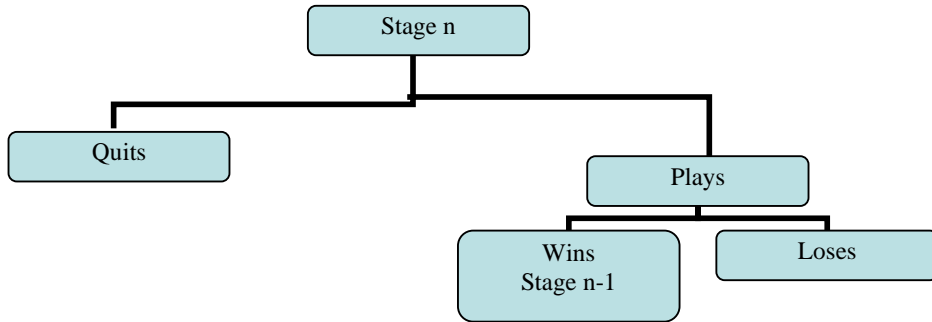 Stage n
Quits
Plays
Wins
Stage n-1
Loses